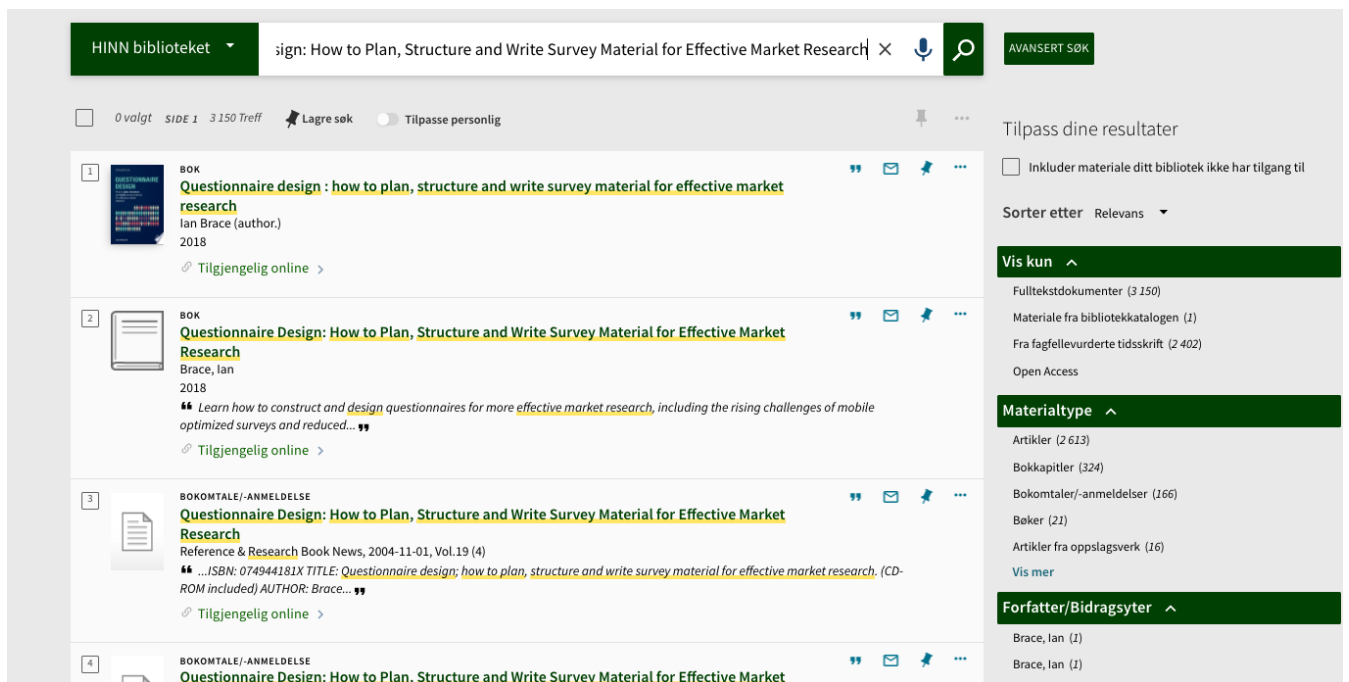 HINN biblioteket
sign: How to Plan, Structure and Write Survey Material for Effective Market Research
AVANSERT SØK
0 valgt SIDE 1 3 150 Treff Lagre søk Tilpasse personlig
1
BOK
Questionnaire design : how to plan, structure and write survey material for effective market
research
Ian Brace (author.)
2018
Tilgjengelig online
QUESTIONNAIRE
DESIGN
2
BOK
Questionnaire Design: How to Plan, Structure and Write Survey Material for Effective Market
Research
Brace, Ian
2018
❝ Learn how to construct and design questionnaires for more effective market research, including the rising challenges of mobile
optimized surveys and reduced... ❞
Tilgjengelig online
3
BOKOMTALE/-ANMELDELSE
Questionnaire Design: How to Plan, Structure and Write Survey Material for Effective Market
Research
Reference & Research Book News, 2004-11-01, Vol.19 (4)
❝ ...ISBN: 074944181X TITLE: Questionnaire design; how to plan, structure and write survey material for effective market research. (CD-
ROM included) AUTHOR: Brace... ❞
Tilgjengelig online
4
BOKOMTALE/-ANMELDELSE
Questionnaire Design: How to Plan, Structure and Write Survey Material for Effective Market
Tilpass dine resultater
Inkluder materiale ditt bibliotek ikke har tilgang til
Sorter etter Relevans
Vis kun
Fulltekstdokumenter (3 150)
Materiale fra bibliotekkatalogen (1)
Fra fagfellevurderte tidsskrift (2 402)
Open Access
Materialtype
Artikler (2 613)
Bokkapitler (324)
Bokomtaler/-anmeldelser (166)
Bøker (21)
Artikler fra oppslagsverk (16)
Vis mer
Forfatter/Bidragsyter
Brace, Ian (1)
Brace, Ian (1)